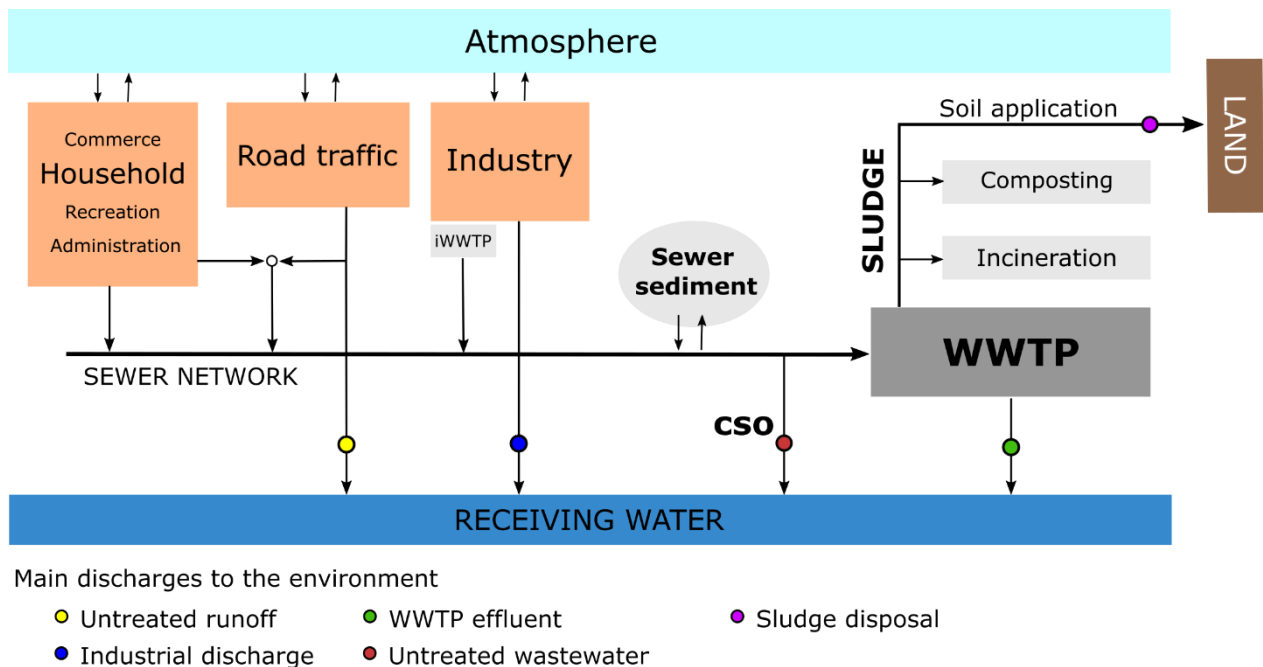 Atmosphere
Commerce
Household
Recreation
Administration
Road traffic
Industry
iWWTP
Sewer
sediment
Soil application
LAND
SLUDGE
Composting
Incineration
WWTP
SEWER NETWORK
CSO
RECEIVING WATER
Main discharges to the environment
Untreated runoff
WWTP effluent
Sludge disposal
Industrial discharge
Untreated wastewater